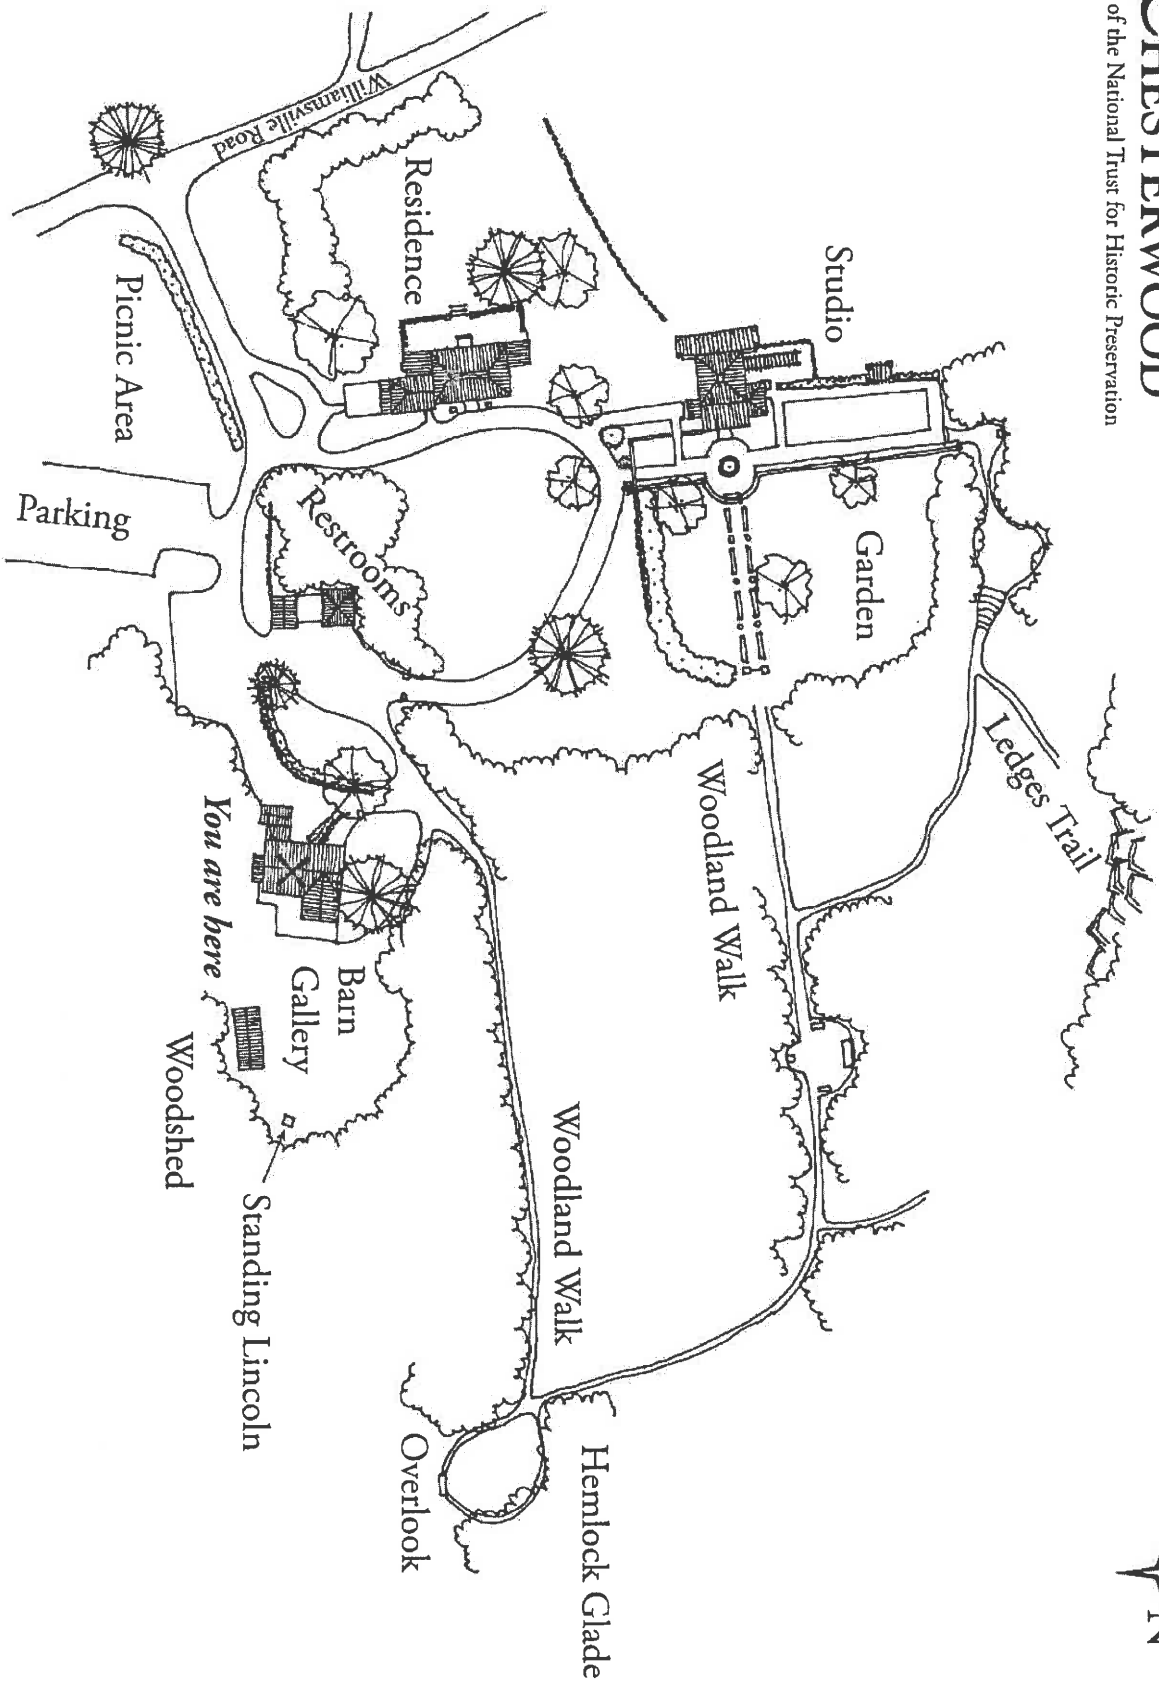 CHESTERWOOD
of the National Trust for Historic Preservation
N
Studio
Garden
Ledges Trail
Residence
Williamsville Road
Restrooms
Woodland Walk
Woodland Walk
Hemlock Glade
Overlook
Picnic Area
Parking
You are here
Barn
Gallery
Woodshed
Standing Lincoln